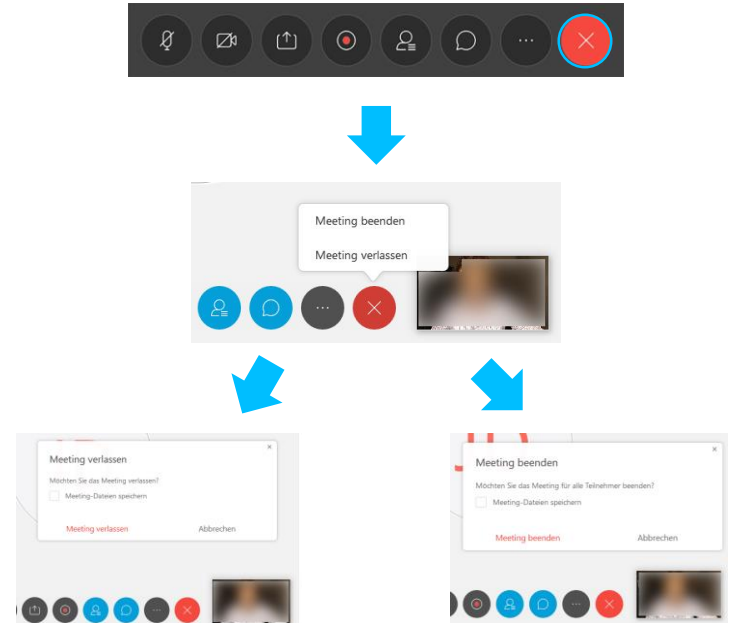 Meeting beenden
Meeting verlassen
Meeting verlassen
Möchten Sie das Meeting verlassen?
Meeting-Dateien speichern
Meeting verlassen
Abbrechen
Meeting beenden
Möchten Sie das Meeting für alle Teilnehmer beenden?
Meeting-Dateien speichern
Meeting beenden
Abbrechen